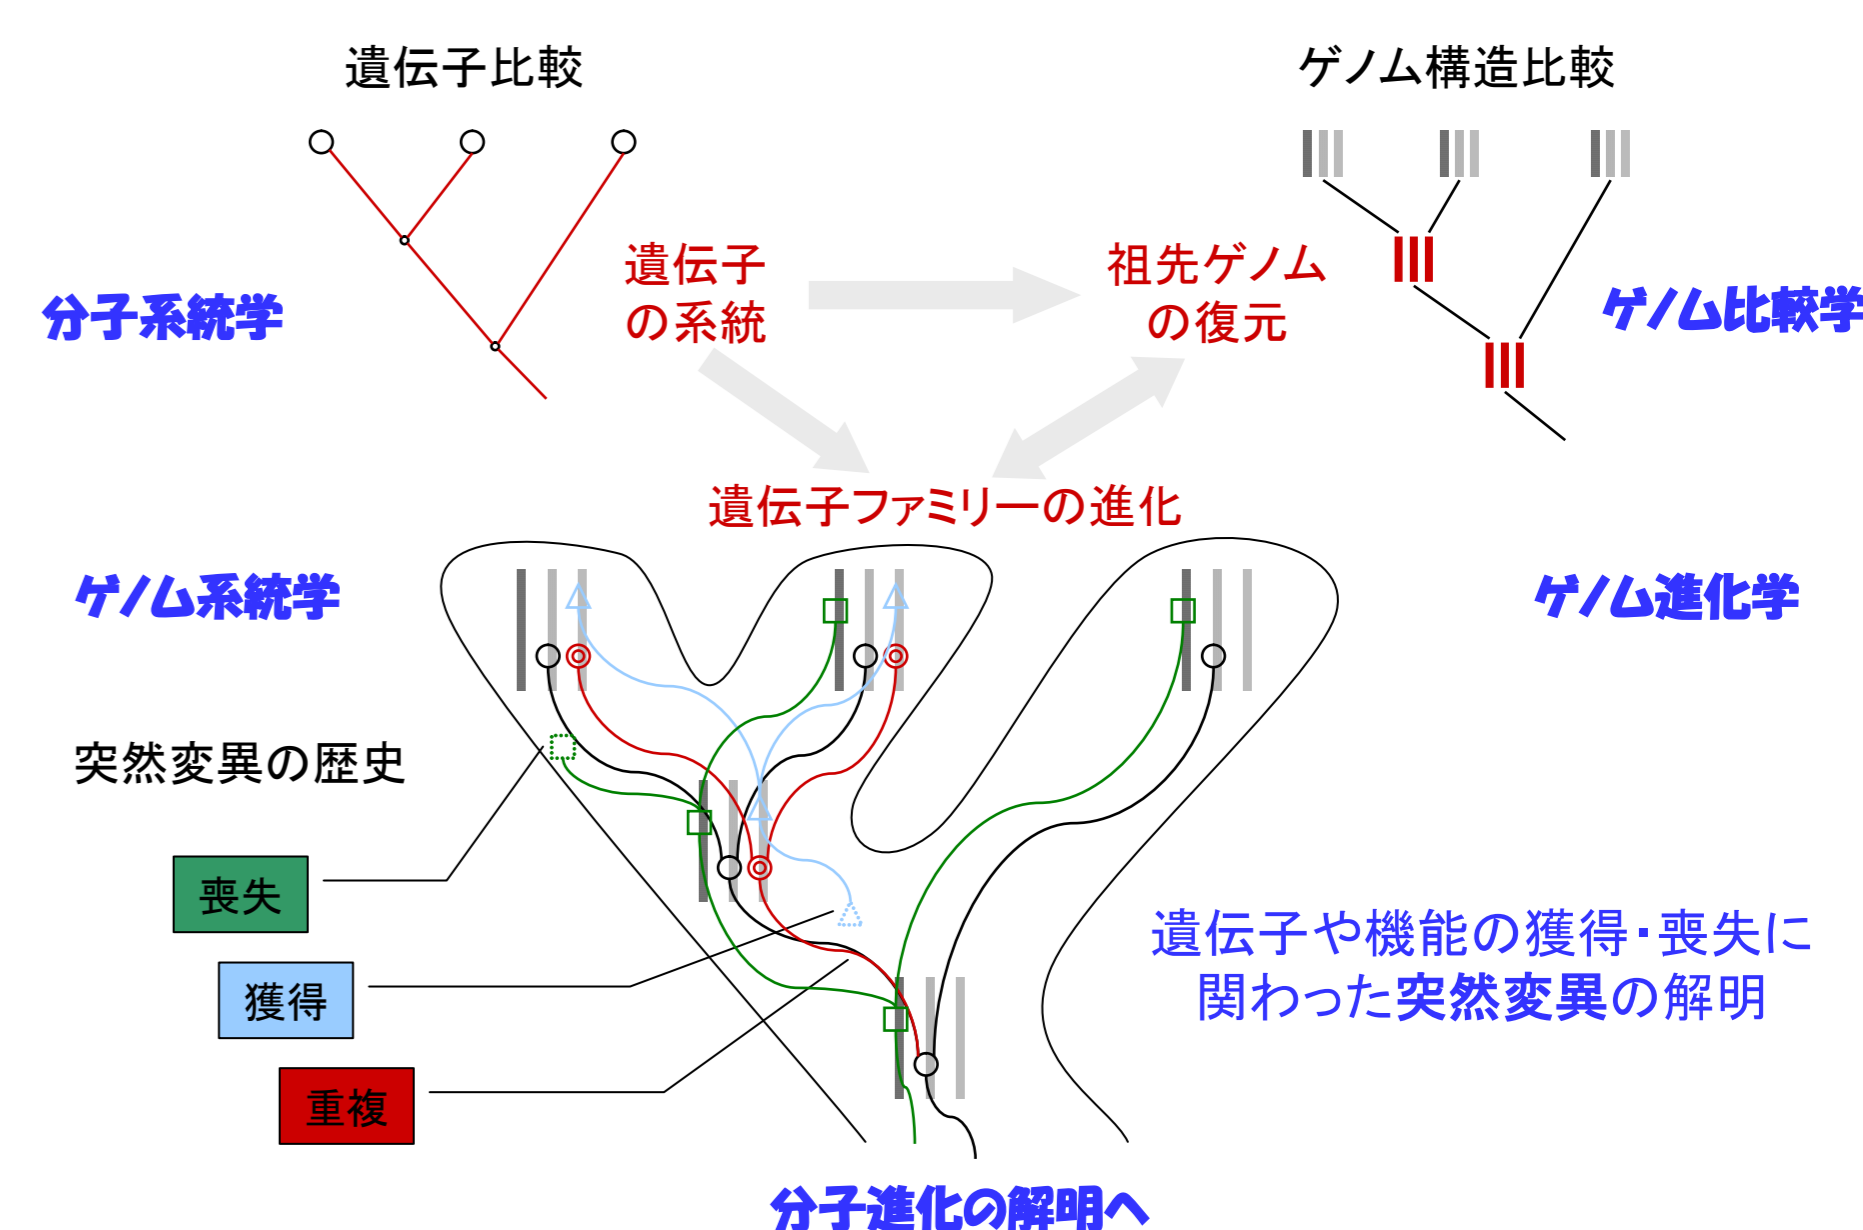 遺伝子比較
ゲノム構造比較
遺伝子
の系統
祖先ゲノム
の復元
分子系統学
ゲノム比較学
遺伝子ファミリーの進化
ゲノム系統学
ゲノム進化学
突然変異の歴史
喪失
獲得
重複
遺伝子や機能の獲得・喪失に
関わった突然変異の解明
分子進化の解明へ